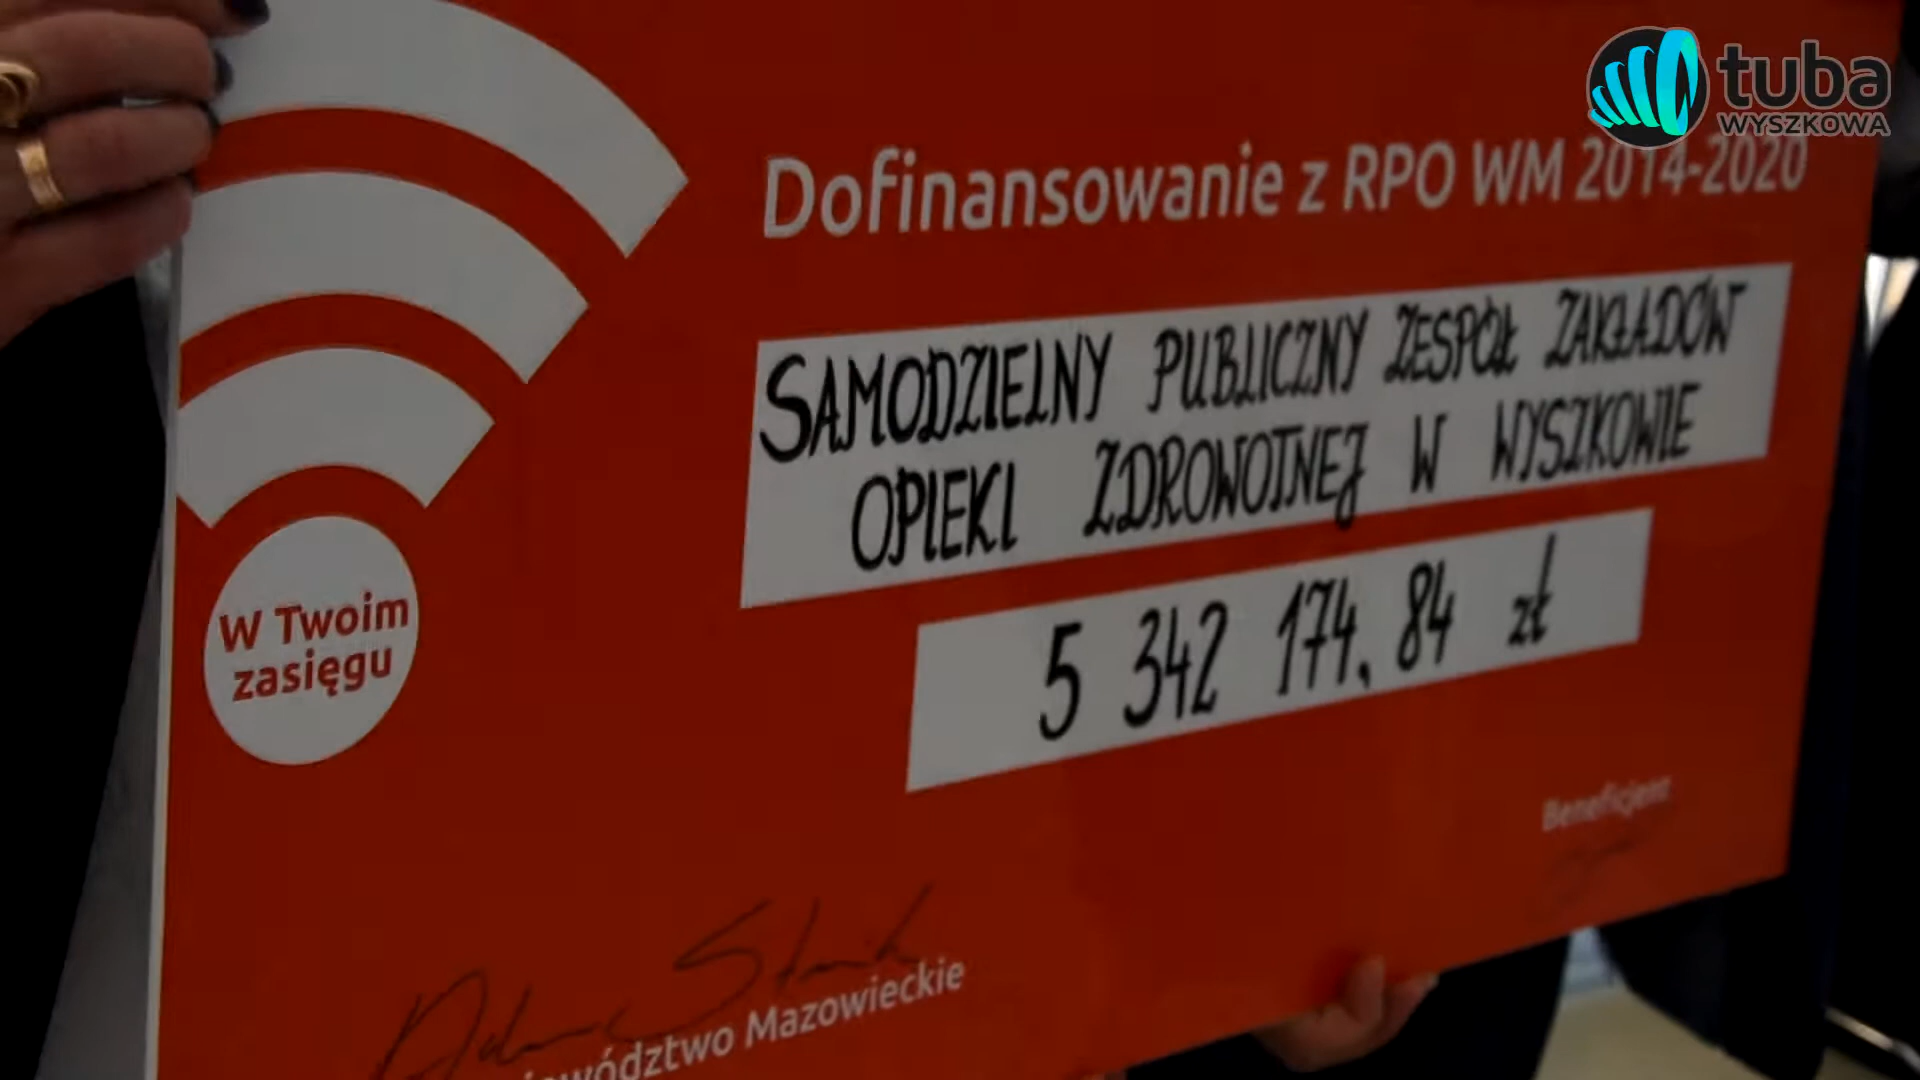 tuba
WYSZKOWA
Dofinansowanie z RPO WM 2014-2020
SAMODZIELNY PUBLICZNY ZESPÓŁ ZAKŁADÓW
OPIEKI ZDROWOTNEJ W WYSZKOWIE
5 342 174,84 zł
W Twoim
zasięgu
Beneficjent
Mazowieckie